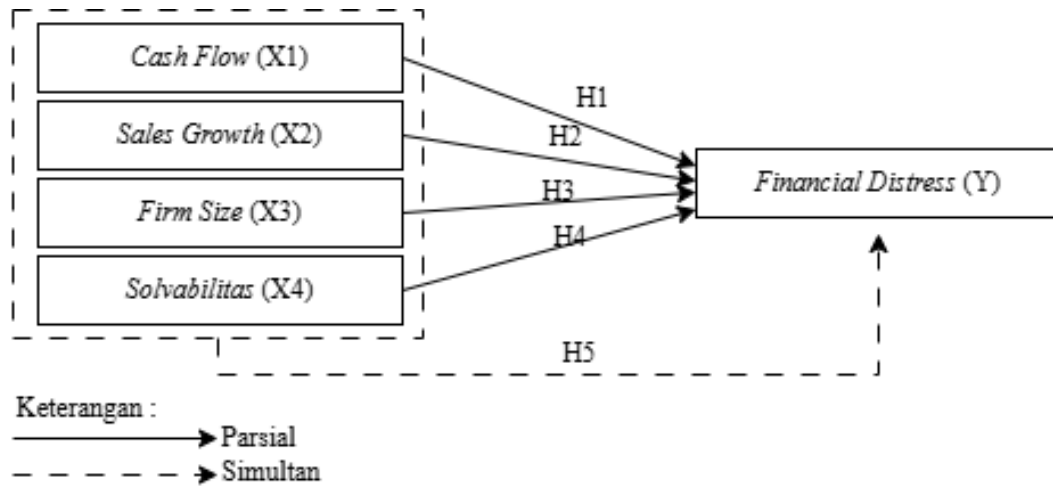 Cash Flow (X1)
H1
Sales Growth (X2)
H2
Financial Distress (Y)
Firm Size (X3)
H3
H4
Solvabilitas (X4)
H5
Keterangan :
Parsial
Simultan